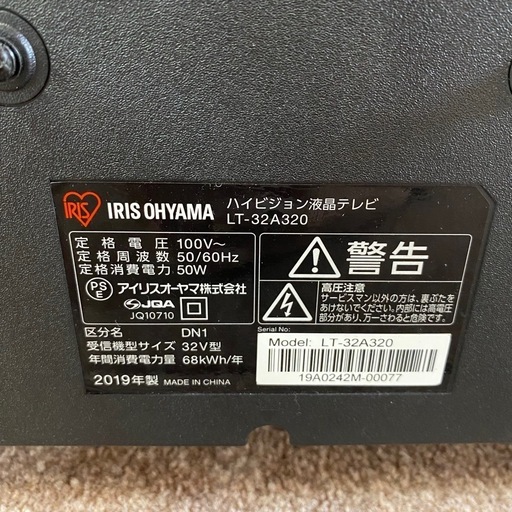 IRIS IRIS OHYAMA
ハイビジョン液晶テレビ
LT-32A320
定格電圧 100V～
定格周波数 50/60Hz
定格消費電力 50W
PSE アイリスオーヤマ株式会社
JQA
JQ10710
区分名 DN1
受信機型サイズ 32V型
年間消費電力量 68kWh/年
2019年製 MADE IN CHINA
警告
高圧注意
サービスマン以外の方は、裏ぶたを
あけないでください。内部には高電圧
部分が数多くあり、万一さわると危険です。
Serial No:
Model: LT-32A320
19A0242M-00077